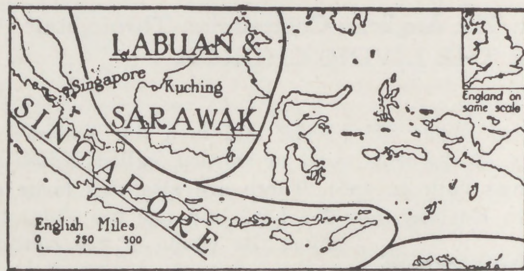 LABUAN &
Singapore
Kuching
SARAWAK
SINGAPORE
England on
same scale
English Miles
0 250 500